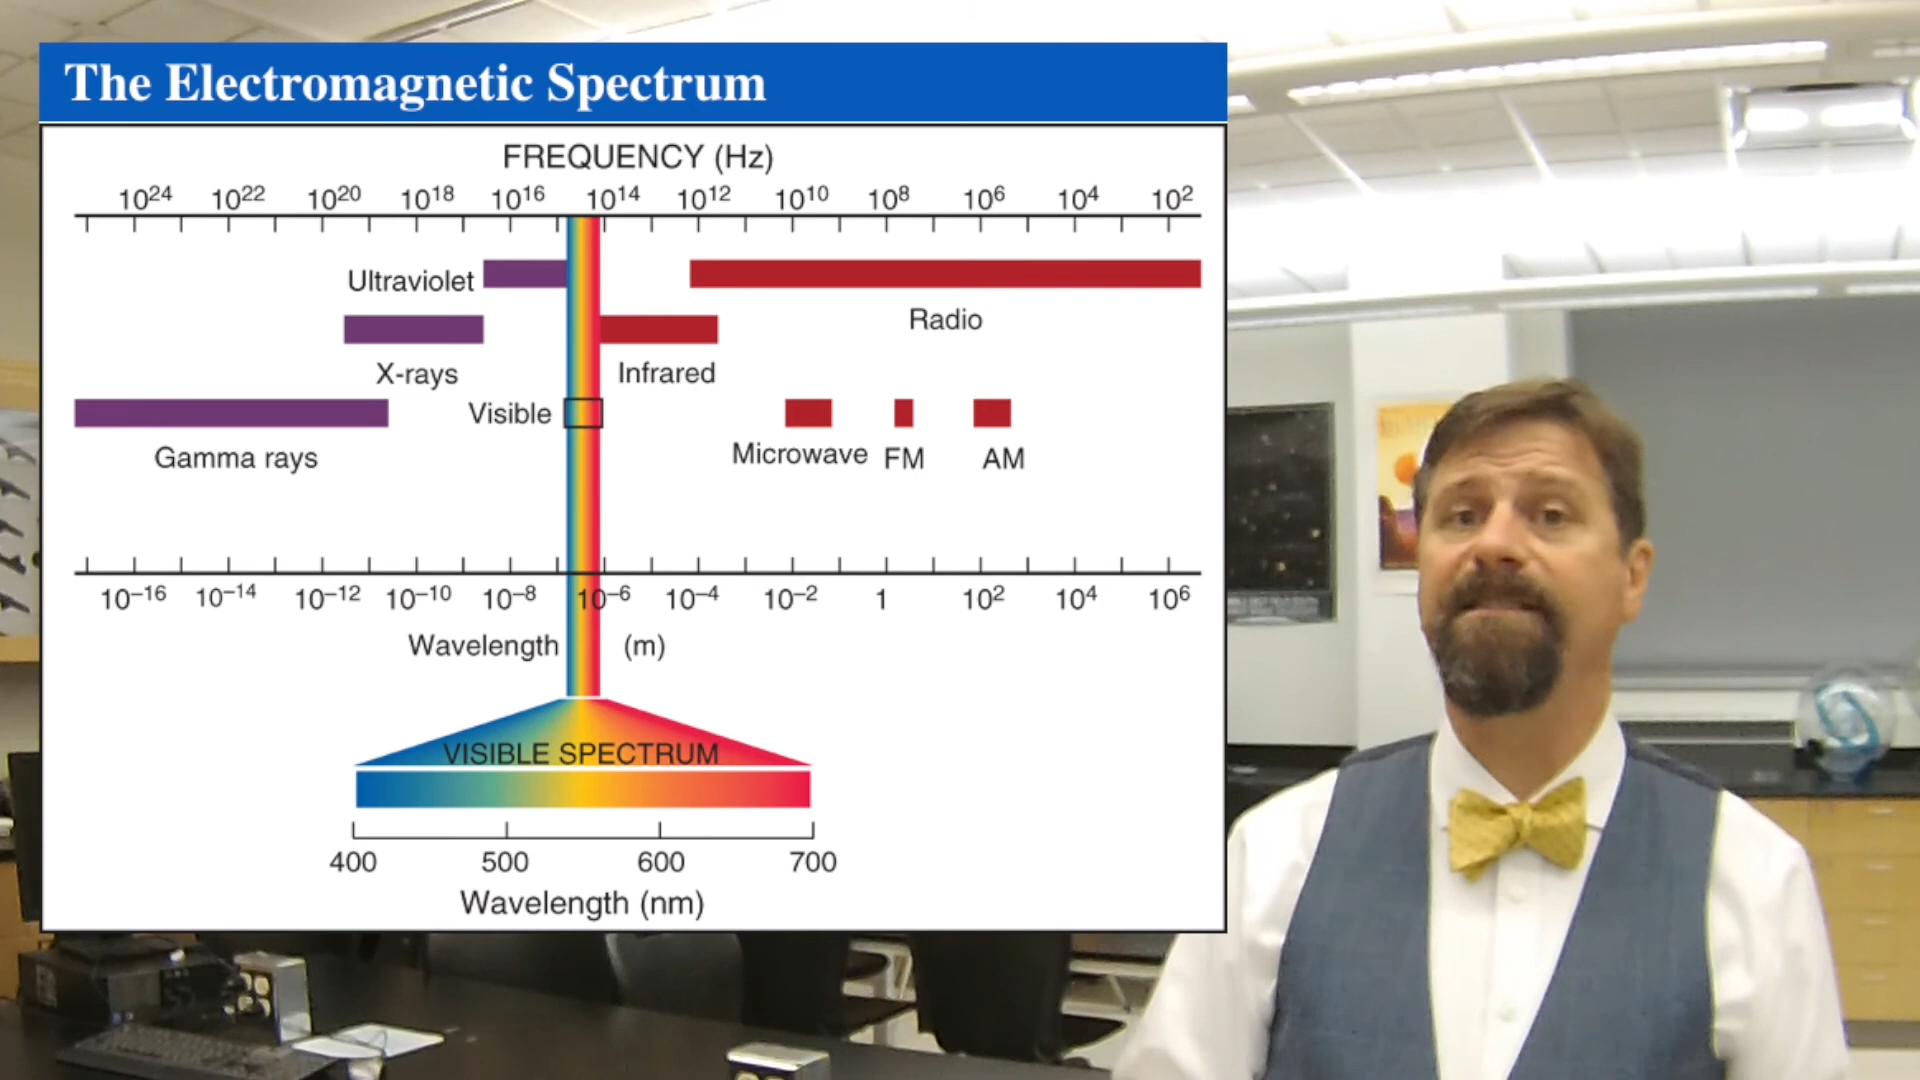 The Electromagnetic Spectrum
FREQUENCY (Hz)
10²⁴ 10²² 10²⁰ 10¹⁸ 10¹⁶ 10¹⁴ 10¹² 10¹⁰ 10⁸ 10⁶ 10⁴ 10²
Ultraviolet
Radio
X-rays
Infrared
Visible
Gamma rays
Microwave
FM
AM
10⁻¹⁶ 10⁻¹⁴ 10⁻¹² 10⁻¹⁰ 10⁻⁸ 10⁻⁶ 10⁻⁴ 10⁻² 1 10² 10⁴ 10⁶
Wavelength (m)
VISIBLE SPECTRUM
400 500 600 700
Wavelength (nm)